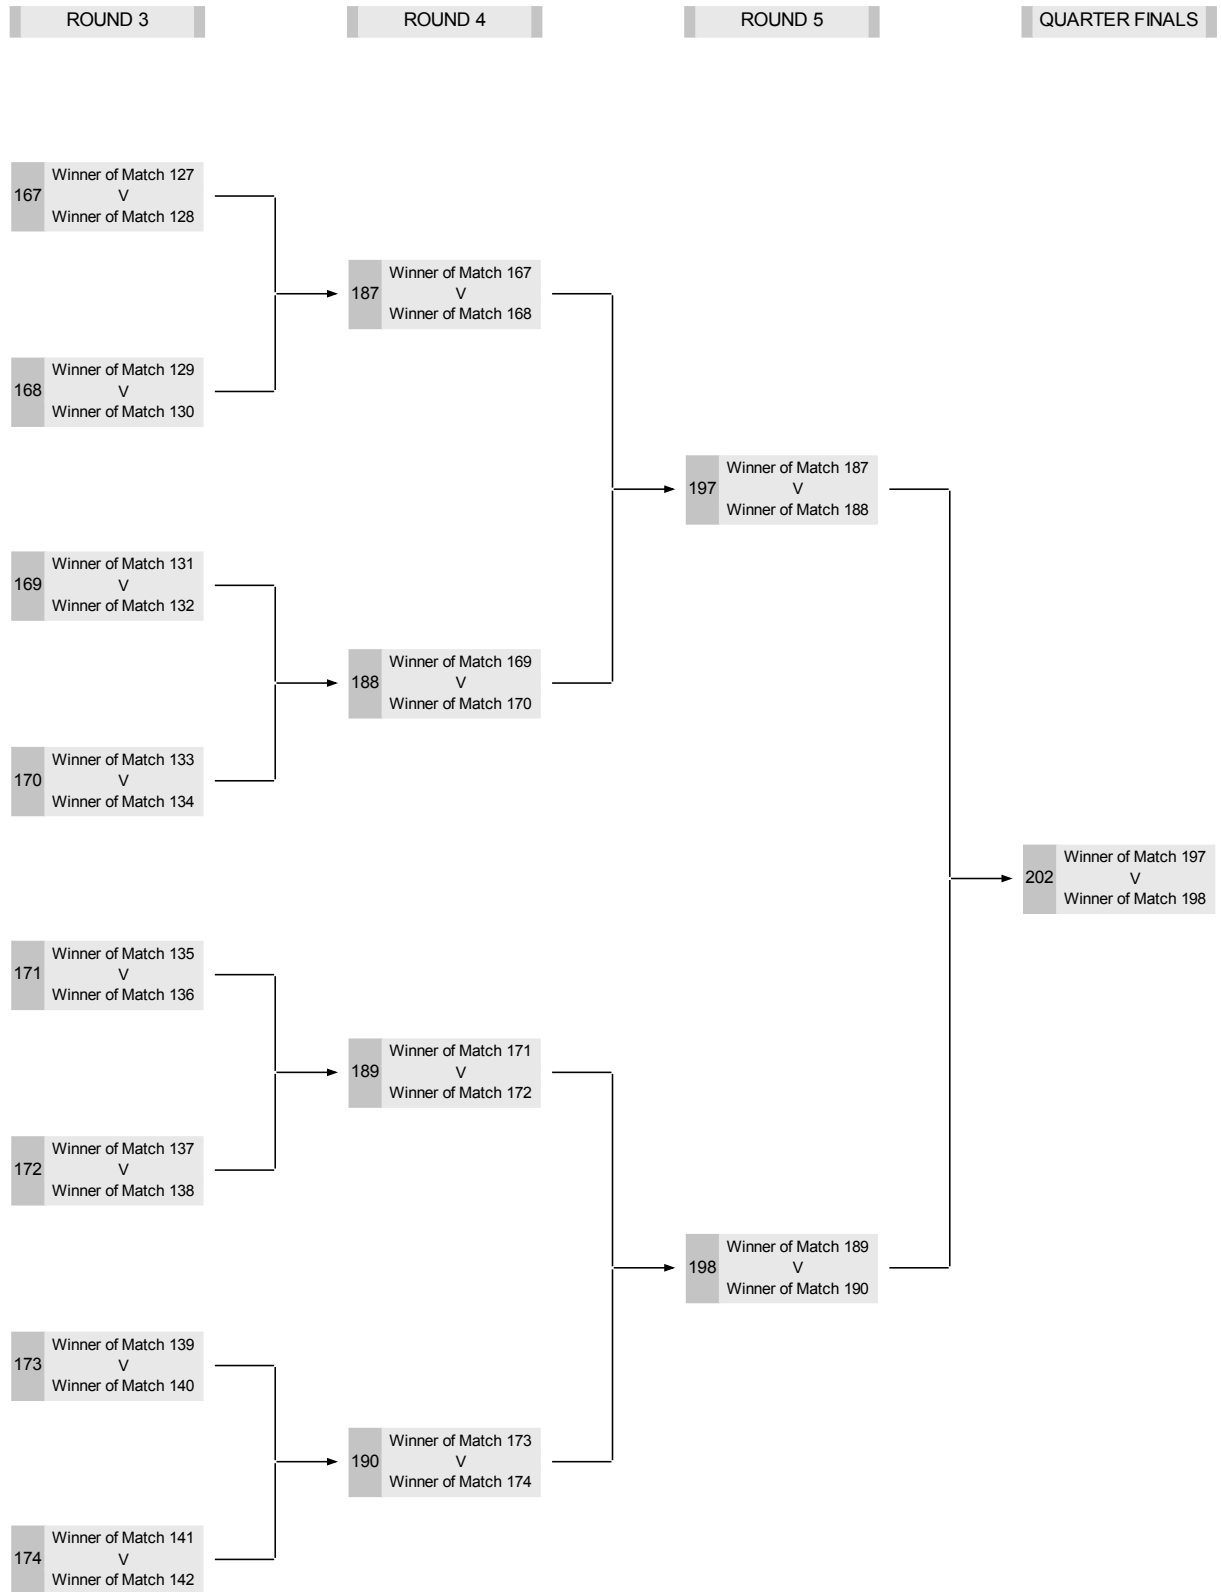 ROUND 3
ROUND 4
ROUND 5
QUARTER FINALS
167
Winner of Match 127
V
Winner of Match 128
168
Winner of Match 129
V
Winner of Match 130
169
Winner of Match 131
V
Winner of Match 132
170
Winner of Match 133
V
Winner of Match 134
171
Winner of Match 135
V
Winner of Match 136
172
Winner of Match 137
V
Winner of Match 138
173
Winner of Match 139
V
Winner of Match 140
174
Winner of Match 141
V
Winner of Match 142
187
Winner of Match 167
V
Winner of Match 168
188
Winner of Match 169
V
Winner of Match 170
189
Winner of Match 171
V
Winner of Match 172
190
Winner of Match 173
V
Winner of Match 174
197
Winner of Match 187
V
Winner of Match 188
198
Winner of Match 189
V
Winner of Match 190
202
Winner of Match 197
V
Winner of Match 198